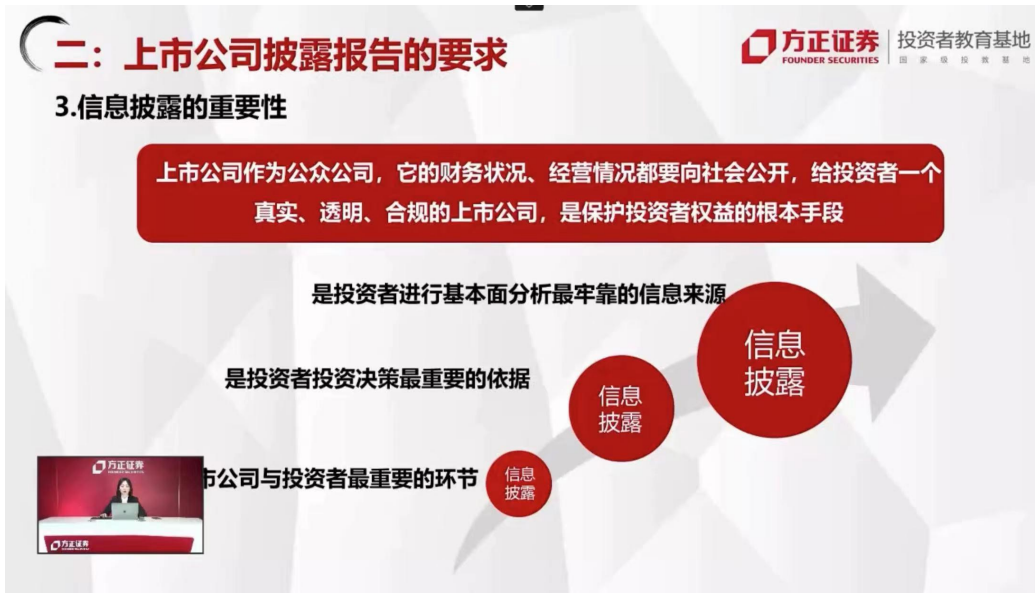 二：上市公司披露报告的要求
方正证券
FOUNDER SECURITIES
投资者教育基地
国家级投教基地
3.信息披露的重要性
上市公司作为公众公司，它的财务状况、经营情况都要向社会公开，给投资者一个
真实、透明、合规的上市公司，是保护投资者权益的根本手段
是投资者进行基本面分析最牢靠的信息来源
信息
披露
是投资者投资决策最重要的依据
信息
披露
市公司与投资者最重要的环节
信息
披露
方正证券
方正证券
FOUNDER SECURITIES